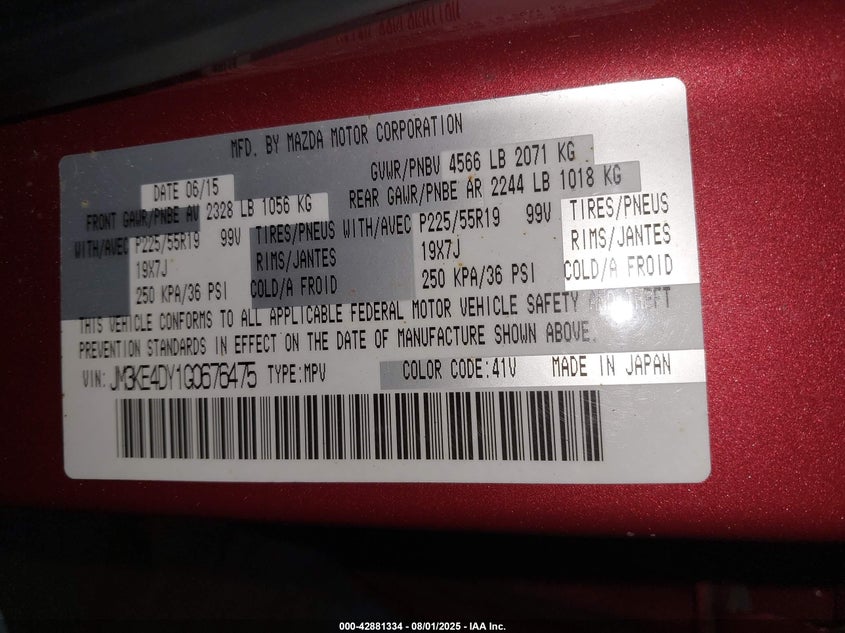 MFD. BY MAZDA MOTOR CORPORATION
DATE 06/15
GVWR/PNBV 4566 LB 2071 KG
FRONT GAWR/PNBE AV 2328 LB 1056 KG
REAR GAWR/PNBE AR 2244 LB 1018 KG
WITH/AVEC P225/55R19 99V TIRES/PNEUS
19X7J RIMS/JANTES
250 KPA/36 PSI COLD/A FROID
WITH/AVEC P225/55R19 99V TIRES/PNEUS
19X7J RIMS/JANTES
250 KPA/36 PSI COLD/A FROID
THIS VEHICLE CONFORMS TO ALL APPLICABLE FEDERAL MOTOR VEHICLE SAFETY AND THEFT
PREVENTION STANDARDS IN EFFECT ON THE DATE OF MANUFACTURE SHOWN ABOVE.
VIN: JM3KE4DY1G0676475 TYPE:MPV COLOR CODE:41V MADE IN JAPAN
000-42881334 - 08/01/2025 - IAA Inc.